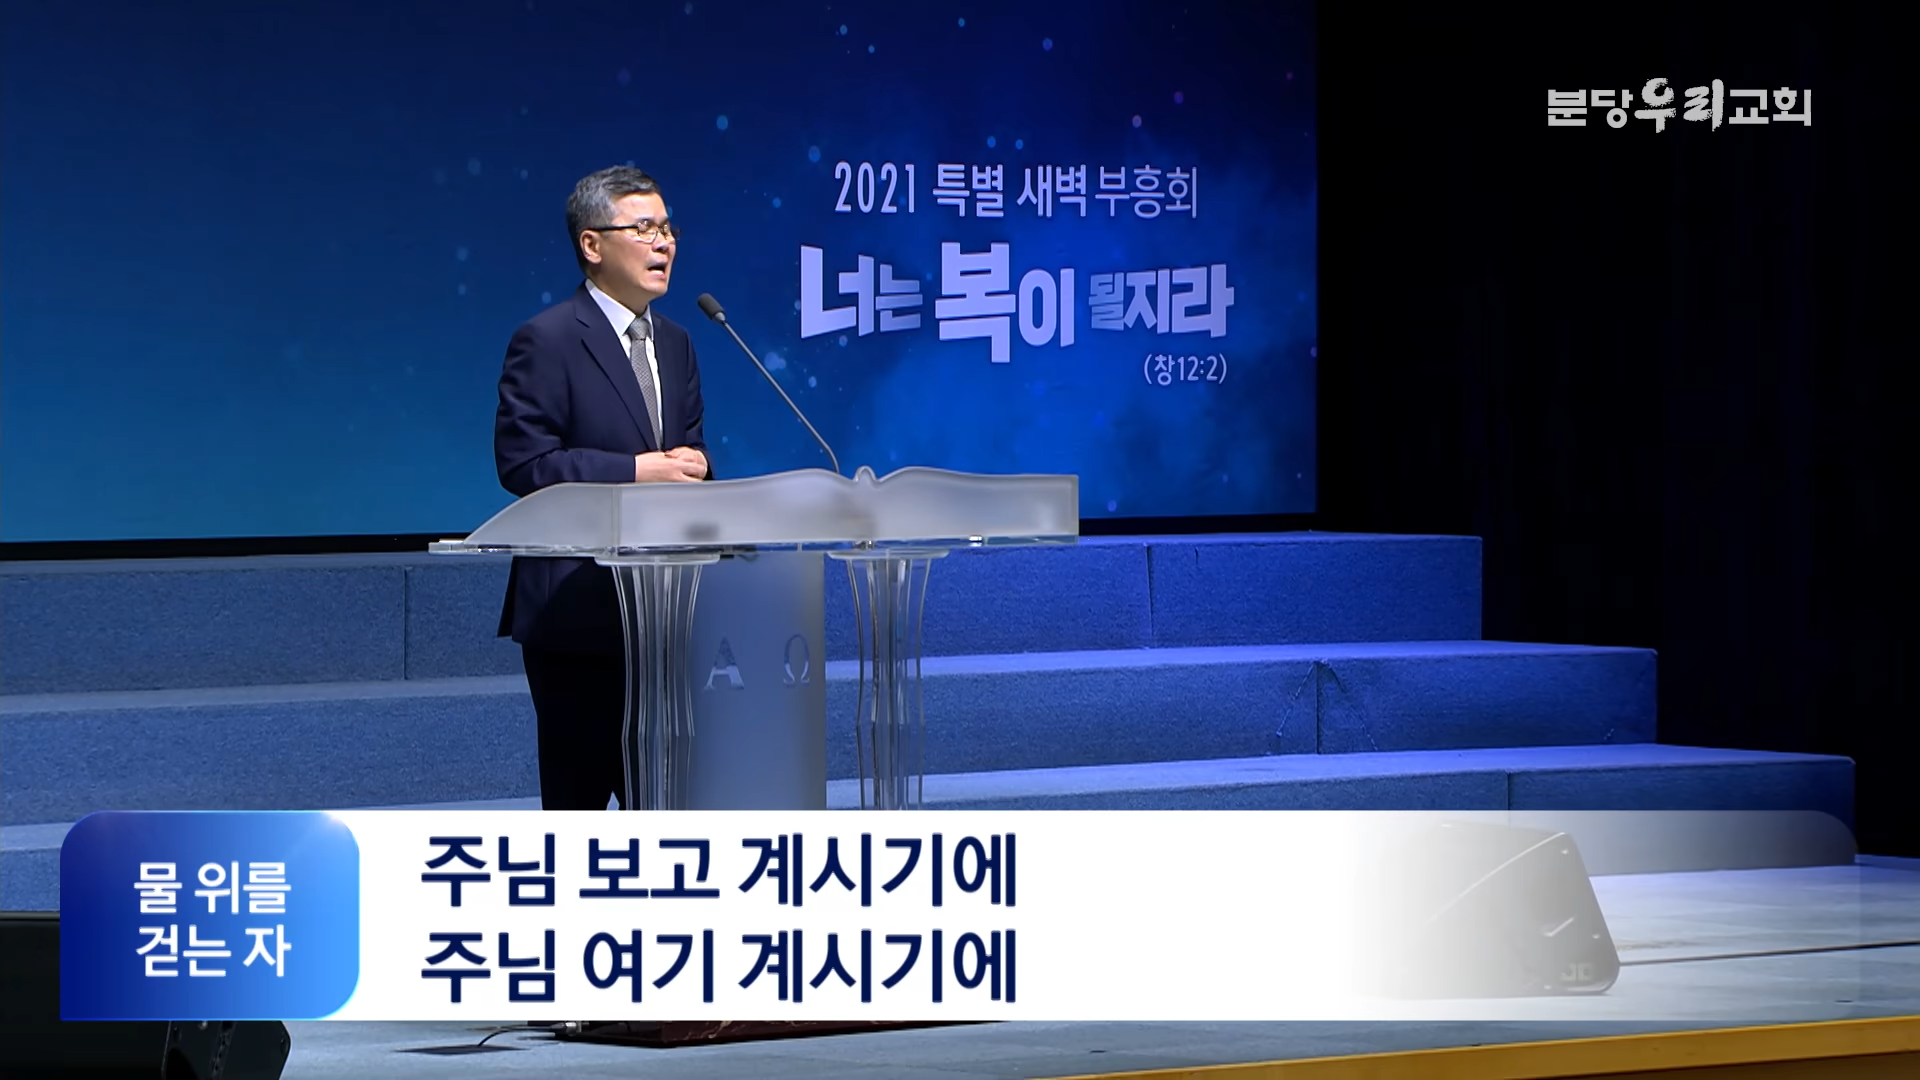 분당우리교회
2021 특별 새벽부흥회
너는 복이 될지라
(창12:2)
A Ω
물 위를
걷는 자
주님 보고 계시기에
주님 여기 계시기에